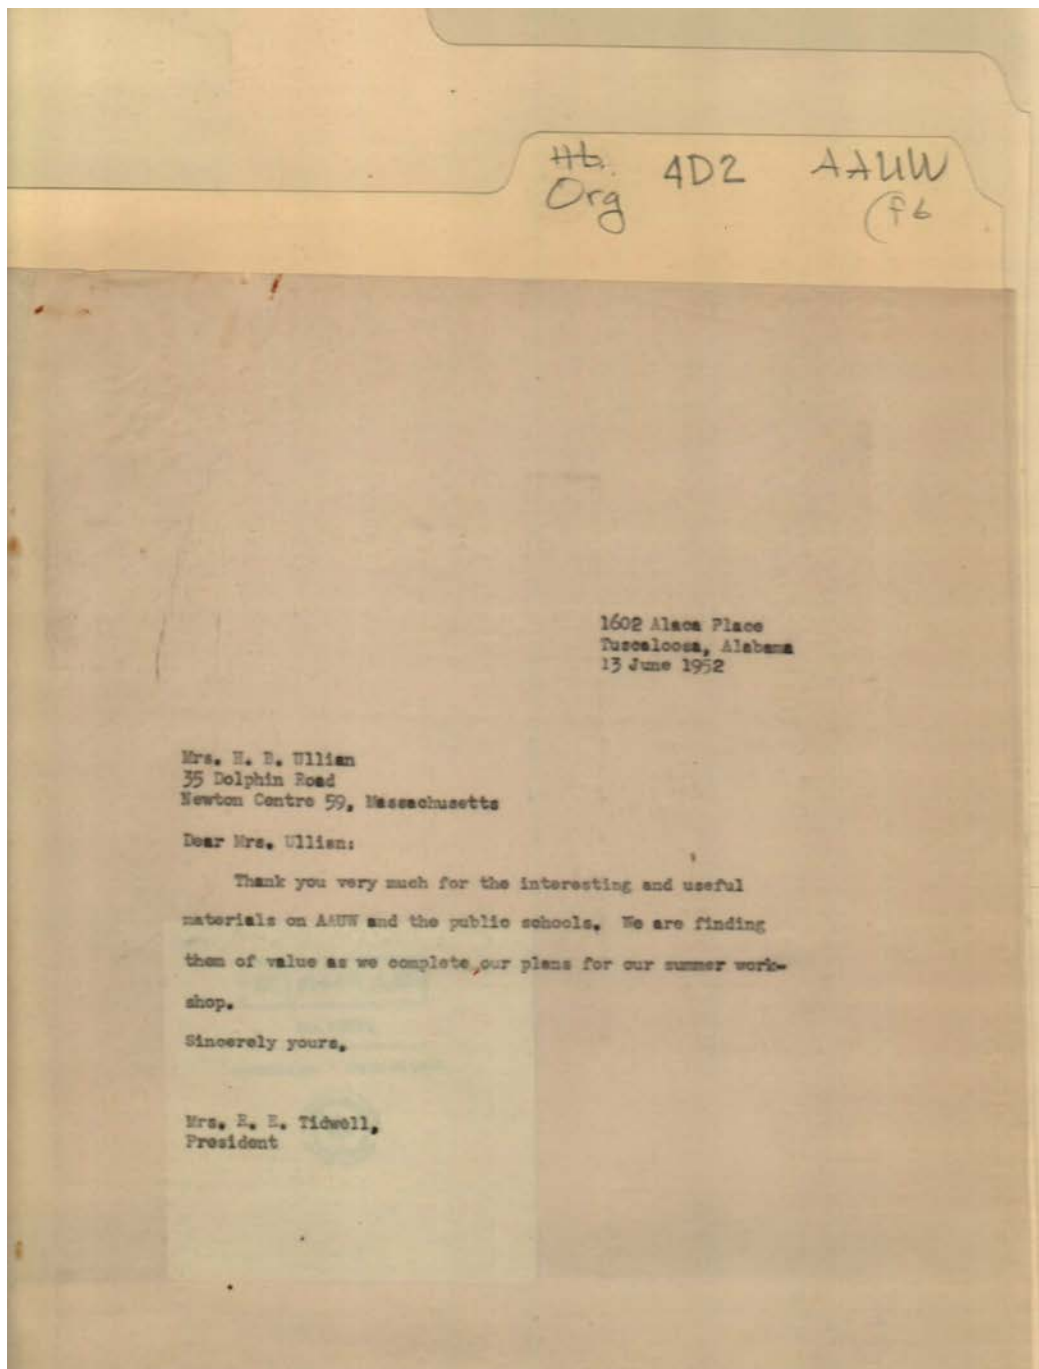 Hb. 4D2 AAUW
Org (f6
1602 Alaca Place
Tuscaloosa, Alabama
13 June 1952
Mrs. H. B. Ullian
35 Dolphin Road
Newton Centre 59, Massachusetts
Dear Mrs. Ullian:
Thank you very much for the interesting and useful
materials on AAUW and the public schools. We are finding
them of value as we complete our plans for our summer work-
shop.
Sincerely yours,
Mrs. R. E. Tidwell,
President